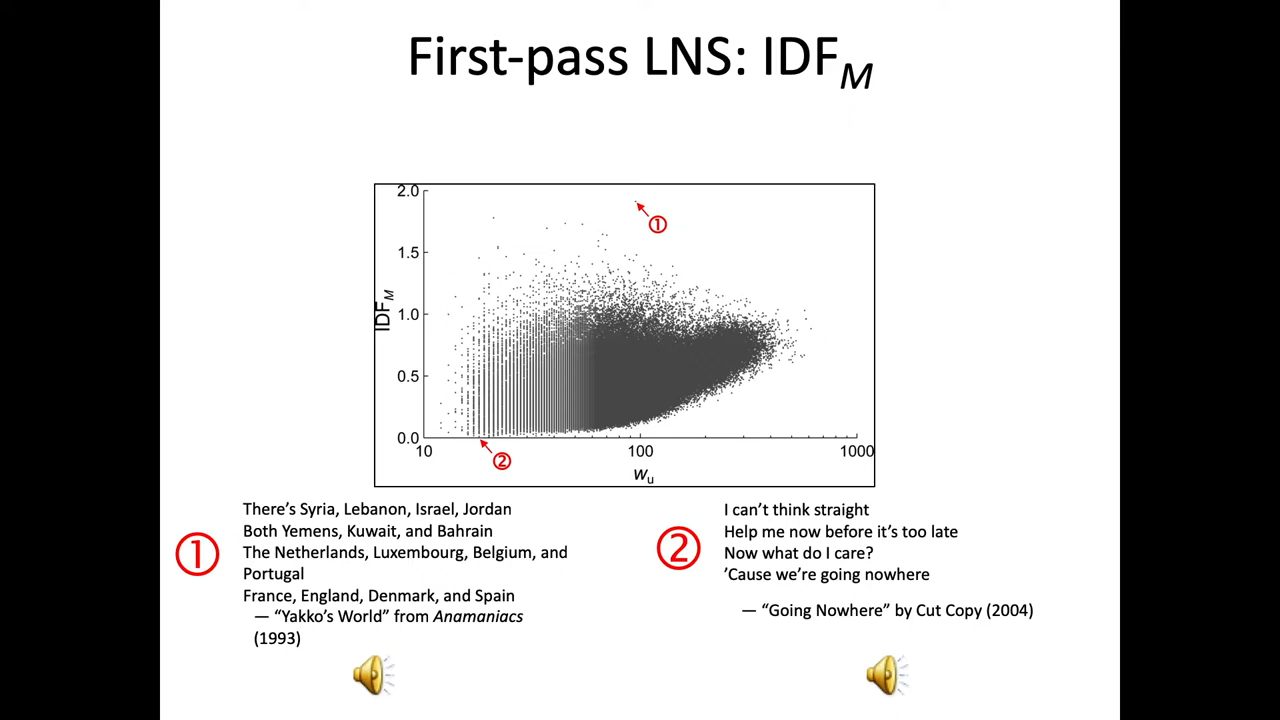 First-pass LNS: IDF_M
2.0
1.5
1.0
0.5
0.0
IDF_M
10
100
1000
w_u
①
②
①
There’s Syria, Lebanon, Israel, Jordan
Both Yemens, Kuwait, and Bahrain
The Netherlands, Luxembourg, Belgium, and
Portugal
France, England, Denmark, and Spain
— “Yakko’s World” from Anamaniacs
(1993)
②
I can’t think straight
Help me now before it’s too late
Now what do I care?
’Cause we’re going nowhere
— “Going Nowhere” by Cut Copy (2004)